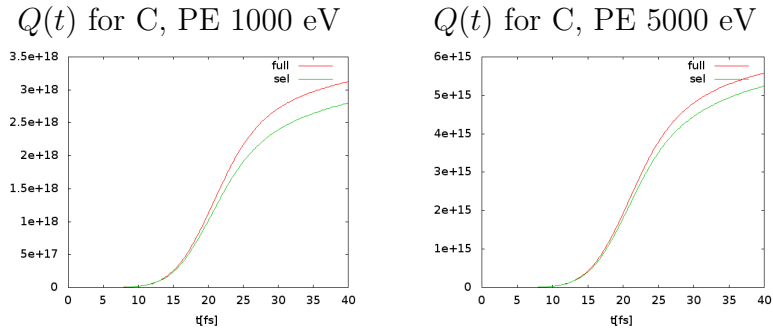 Q(t) for C, PE 1000 eV
3.5e+18
3e+18
2.5e+18
2e+18
1.5e+18
1e+18
5e+17
0
0 5 10 15 20 25 30 35 40
t[fs]
full
sel
Q(t) for C, PE 5000 eV
6e+15
5e+15
4e+15
3e+15
2e+15
1e+15
0
0 5 10 15 20 25 30 35 40
t[fs]
full
sel